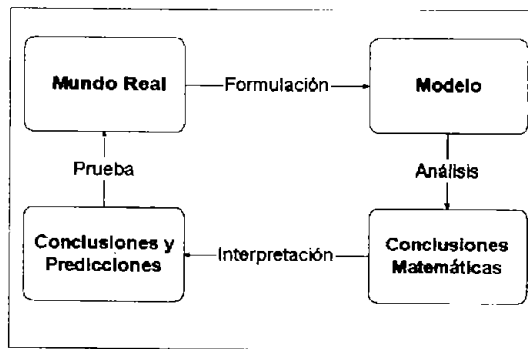 Mundo Real
Formulación
Modelo
Prueba
Análisis
Conclusiones y
Predicciones
Interpretación
Conclusiones
Matemáticas